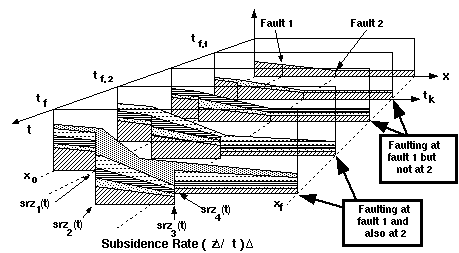 Fault 1
Fault 2
t f,1
x
t f,2
t k
t f
t
Faulting at
fault 1 but
not at 2
x o
x f
srz 1 (t)
srz 4 (t)
srz 2 (t)
srz 3 (t)
Faulting at
fault 1 and
also at 2
Subsidence Rate ( z/ t ) Δ